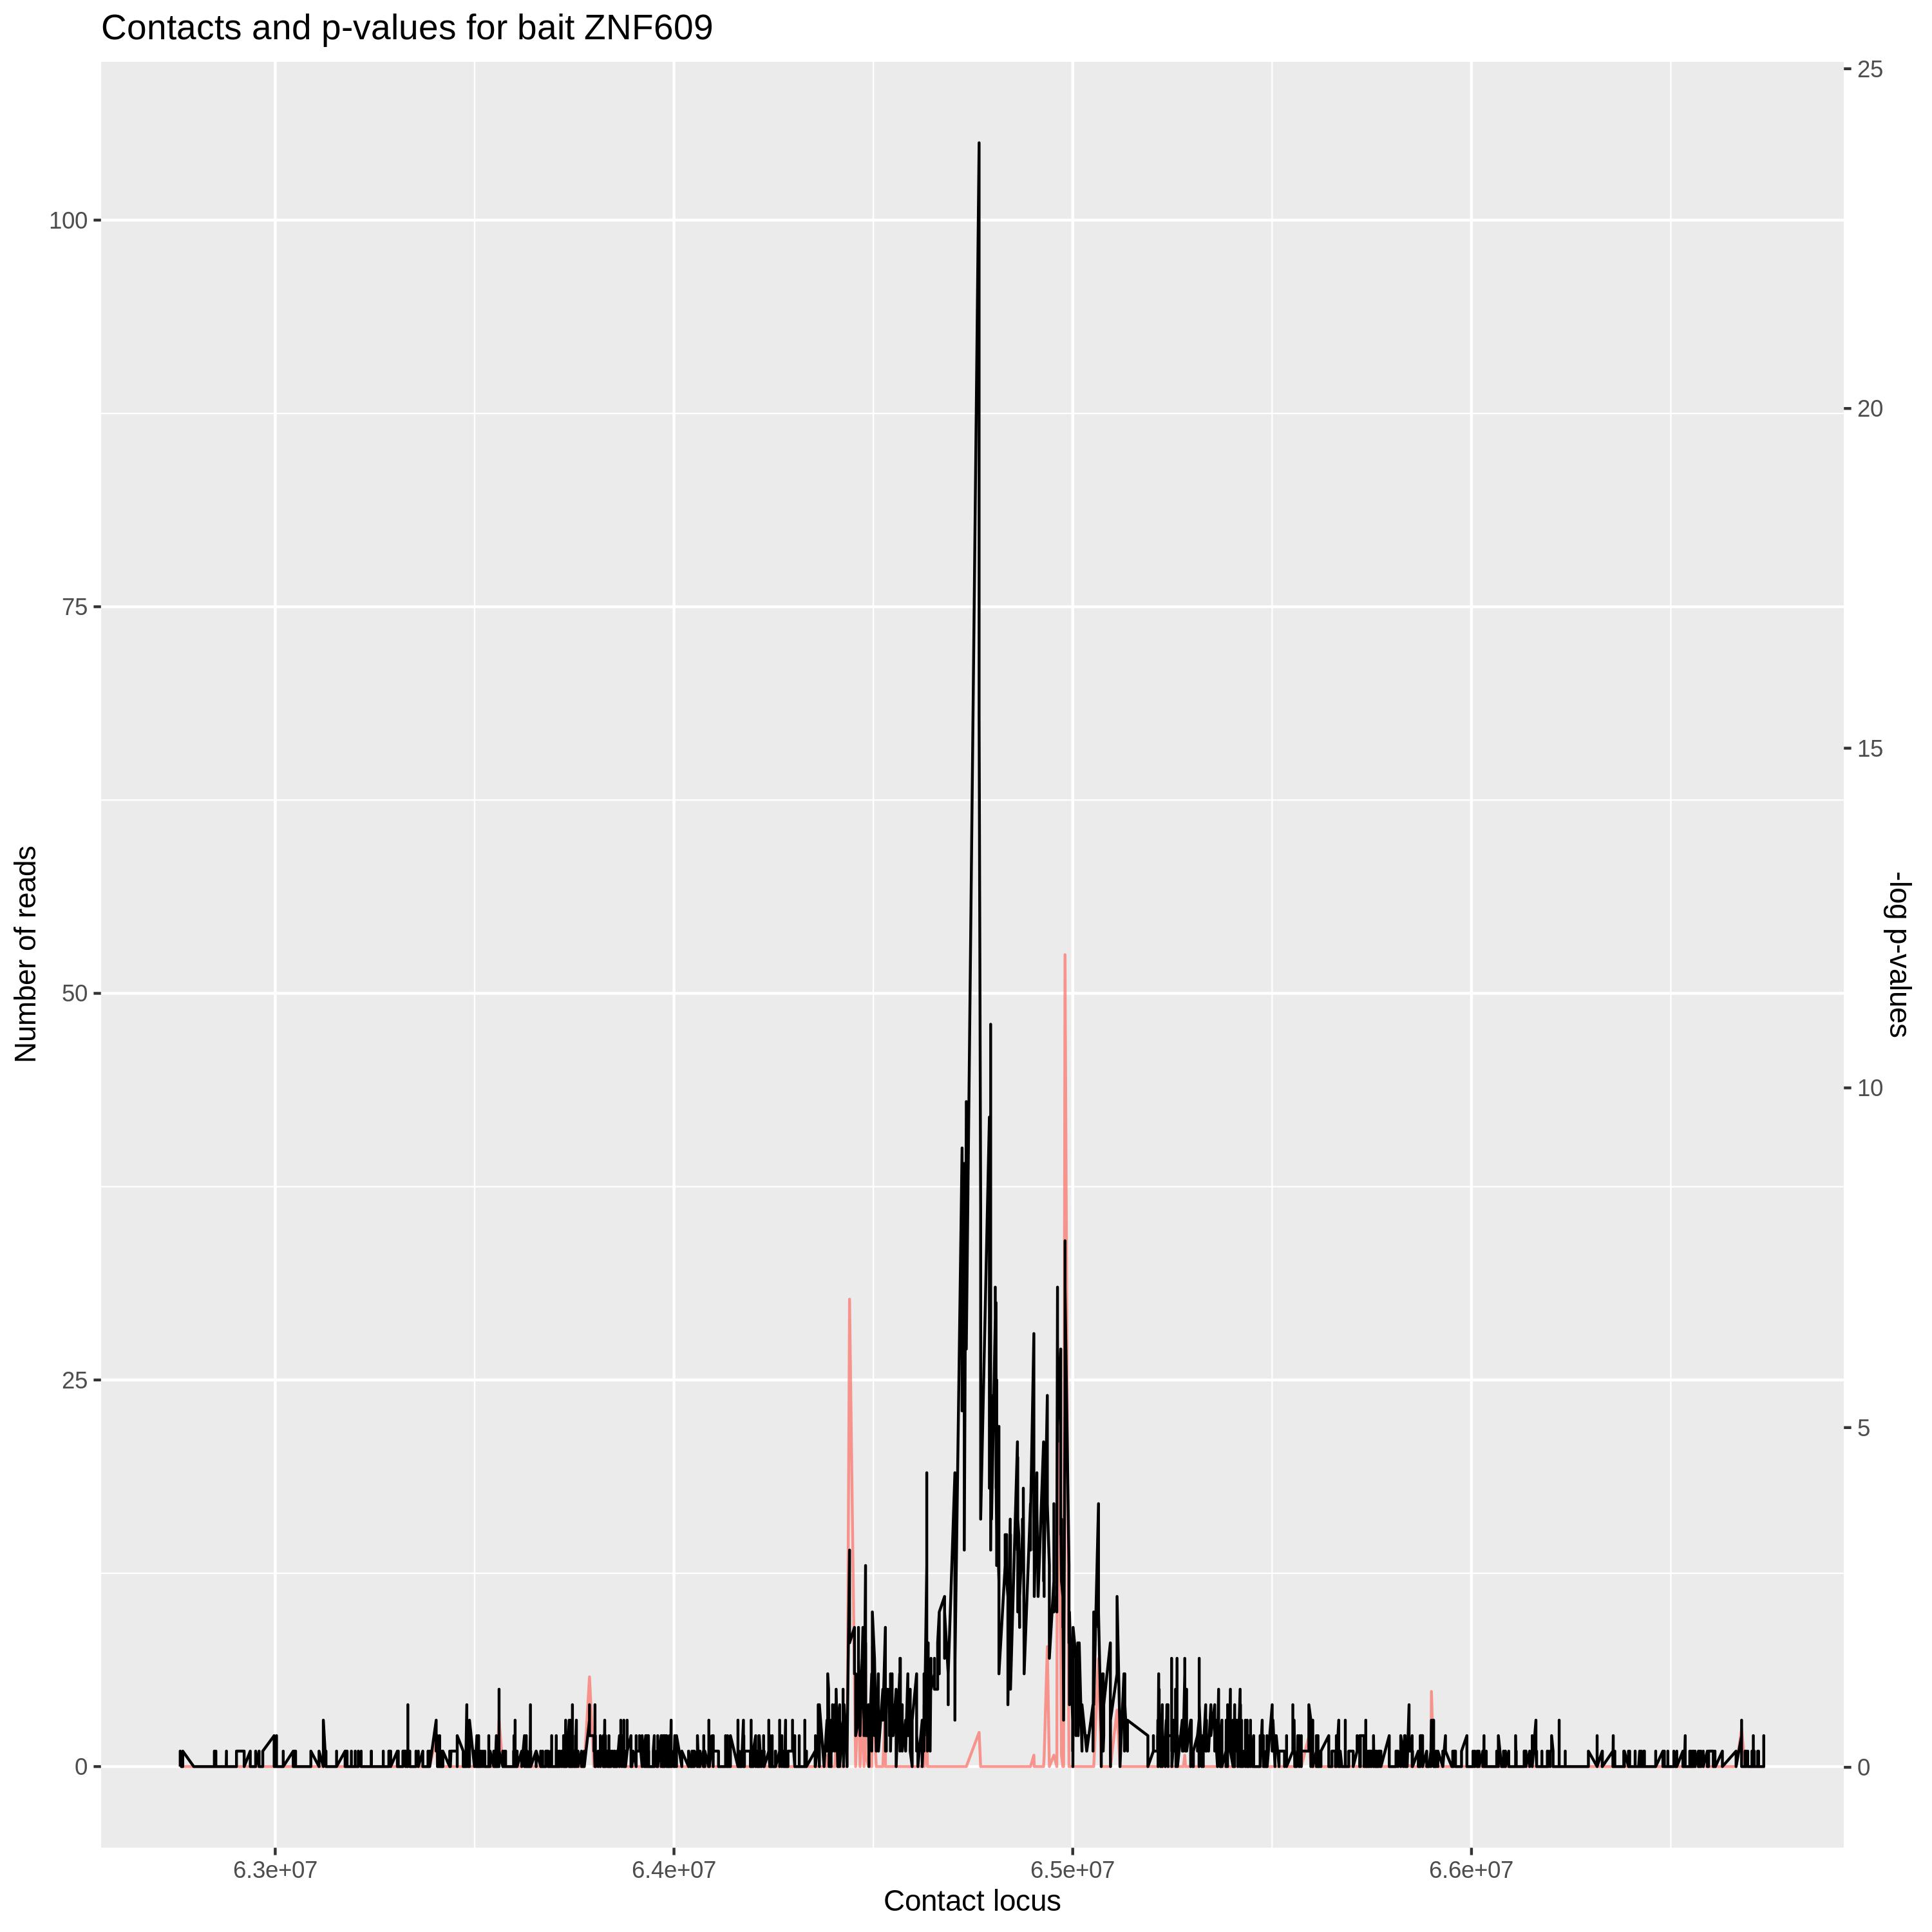 Contacts and p-values for bait ZNF609
Number of reads
100
75
50
25
0
25
20
15
10
5
0
-log p-values
6.3e+07
6.4e+07
6.5e+07
6.6e+07
Contact locus